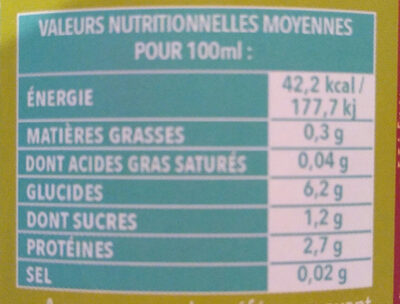 VALEURS NUTRITIONNELLES MOYENNES
POUR 100ml :
ÉNERGIE 42,2 kcal /
177,7 kj
MATIÈRES GRASSES 0,3 g
DONT ACIDES GRAS SATURÉS 0,04 g
GLUCIDES 6,2 g
DONT SUCRES 1,2 g
PROTÉINES 2,7 g
SEL 0,02 g